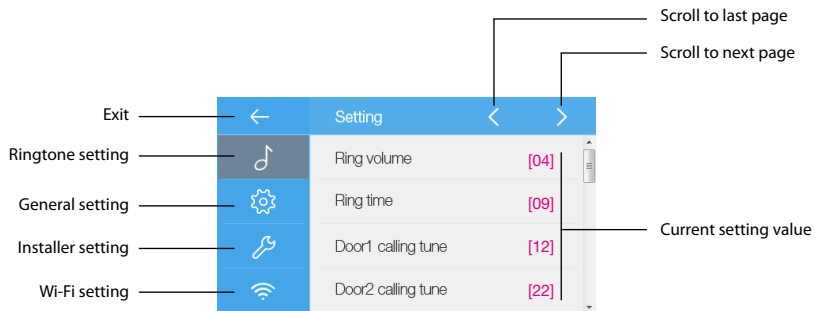 Scroll to last page
Scroll to next page
Exit
Setting
Ringtone setting
Ring volume [04]
General setting
Ring time [09]
Current setting value
Installer setting
Door1 calling tune [12]
Wi-Fi setting
Door2 calling tune [22]